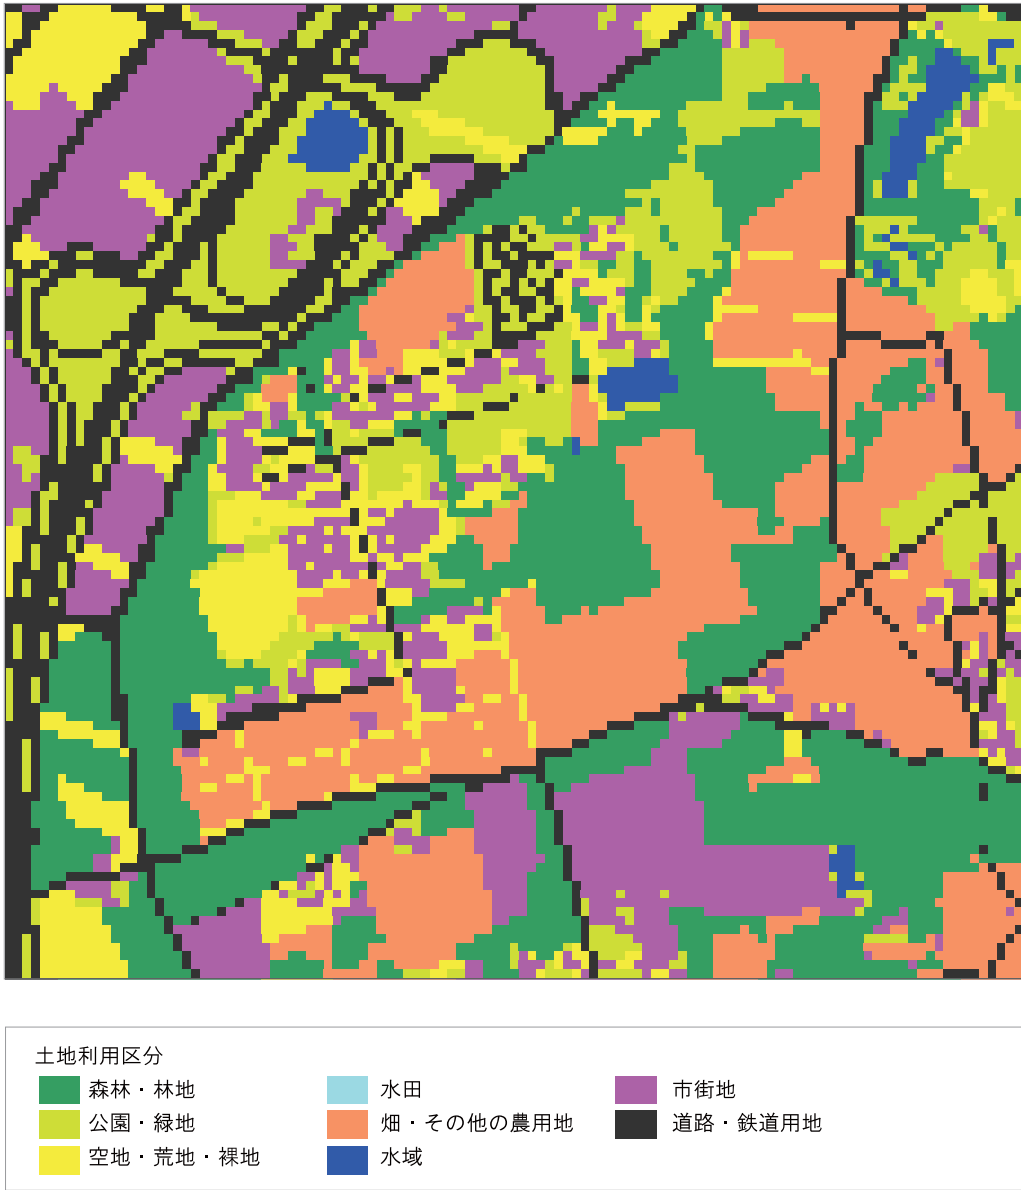 土地利用区分
森林・林地
公園・緑地
空地・荒地・裸地
水田
畑・その他の農用地
水域
市街地
道路・鉄道用地